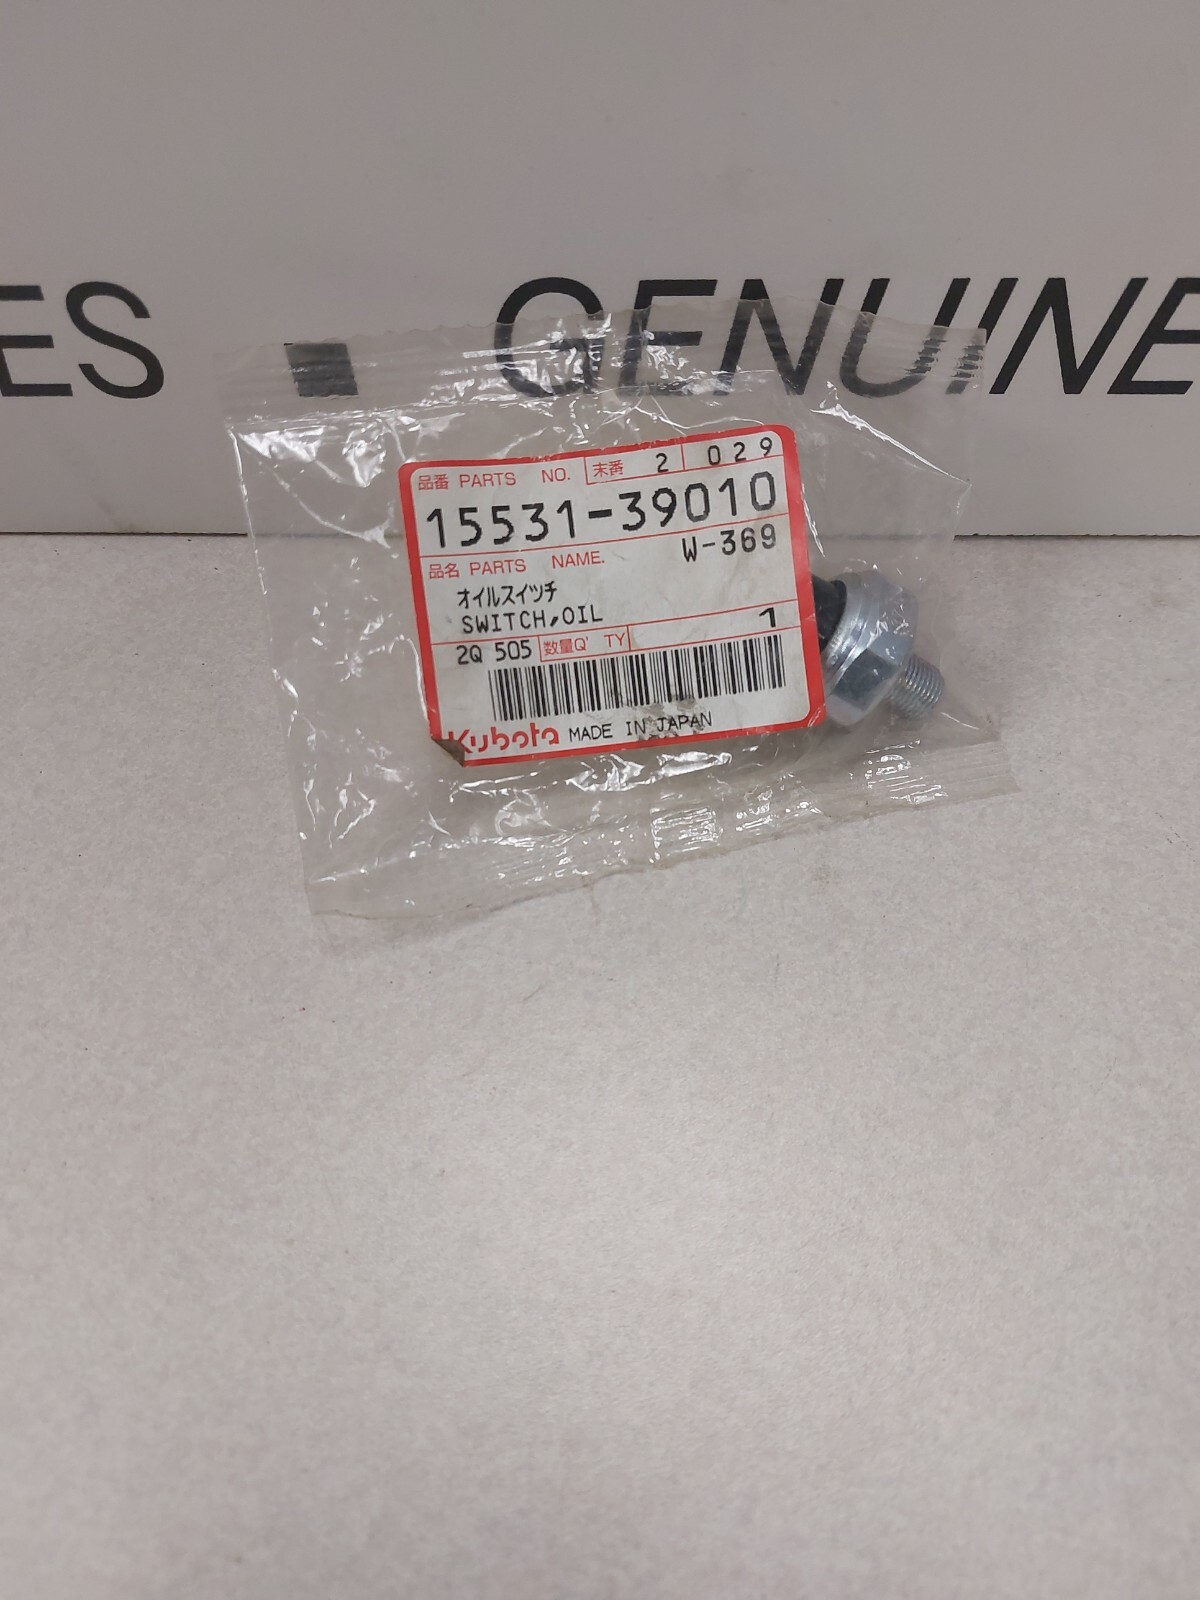 ES GENUINE
品番 PARTS NO. 末番 2 029
15531-39010
品名 PARTS NAME. W-369
オイルスイツチ
SWITCH,OIL
2Q 505 数量Q'TY 1
Kubota MADE IN JAPAN